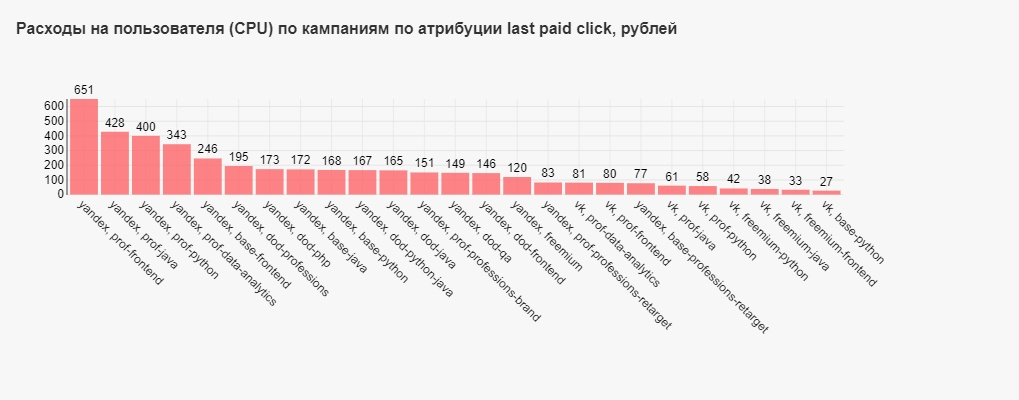 Расходы на пользователя (CPU) по кампаниям по атрибуции last paid click, рублей
651
428
400
343
246
195
173
172
168
167
165
151
149
146
120
83
81
80
77
61
58
42
38
33
27
600
500
400
300
200
100
0
yandex, prof-frontend
yandex, prof-java
yandex, prof-python
yandex, prof-data-analytics
yandex, base-frontend
yandex, dod-professions
yandex, dod-php
yandex, base-java
yandex, base-python
yandex, dod-python-java
yandex, dod-java
yandex, prof-professions-brand
yandex, dod-qa
yandex, dod-frontend
yandex, freemium
yandex, prof-professions-retarget
vk, prof-data-analytics
vk, prof-frontend
yandex, base-professions-retarget
vk, prof-java
vk, prof-python
vk, freemium-python
vk, freemium-java
vk, freemium-frontend
vk, base-python